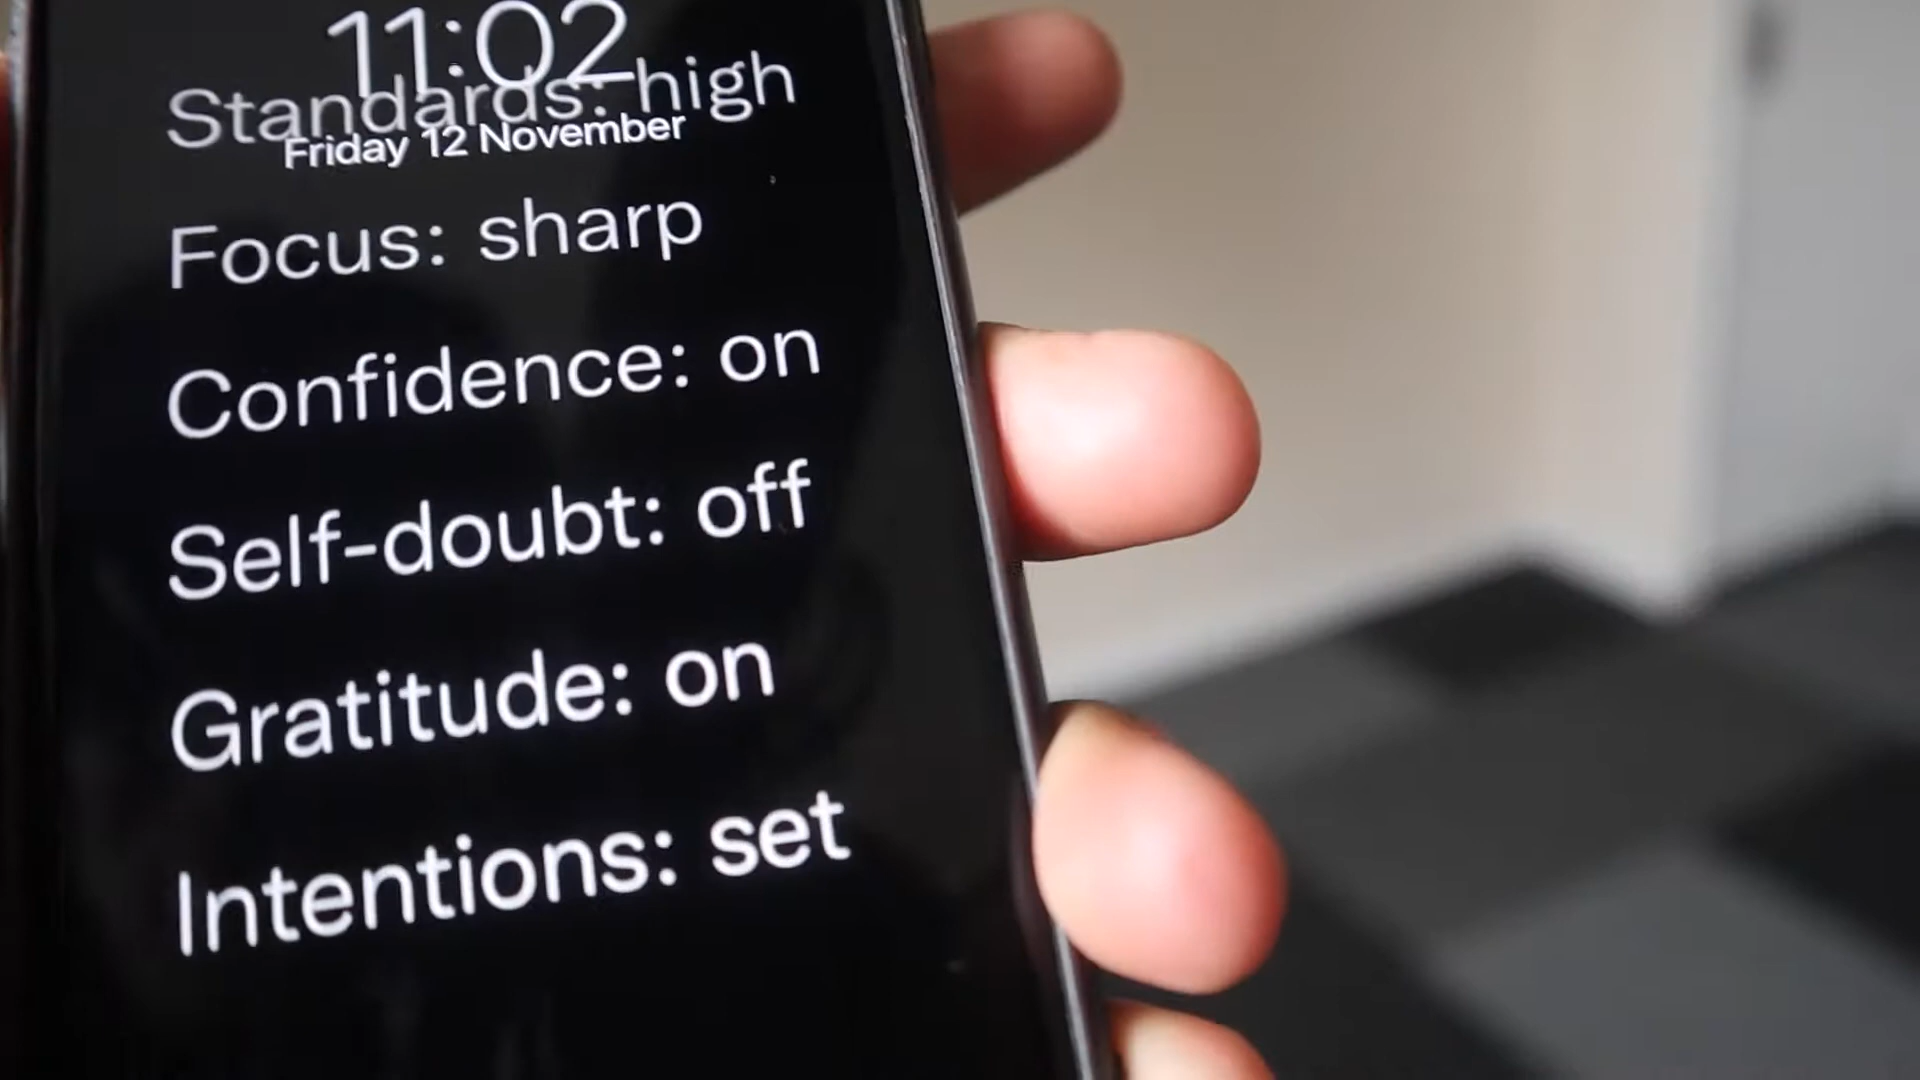 11:02
Standards: high
Friday 12 November
Focus: sharp
Confidence: on
Self-doubt: off
Gratitude: on
Intentions: set